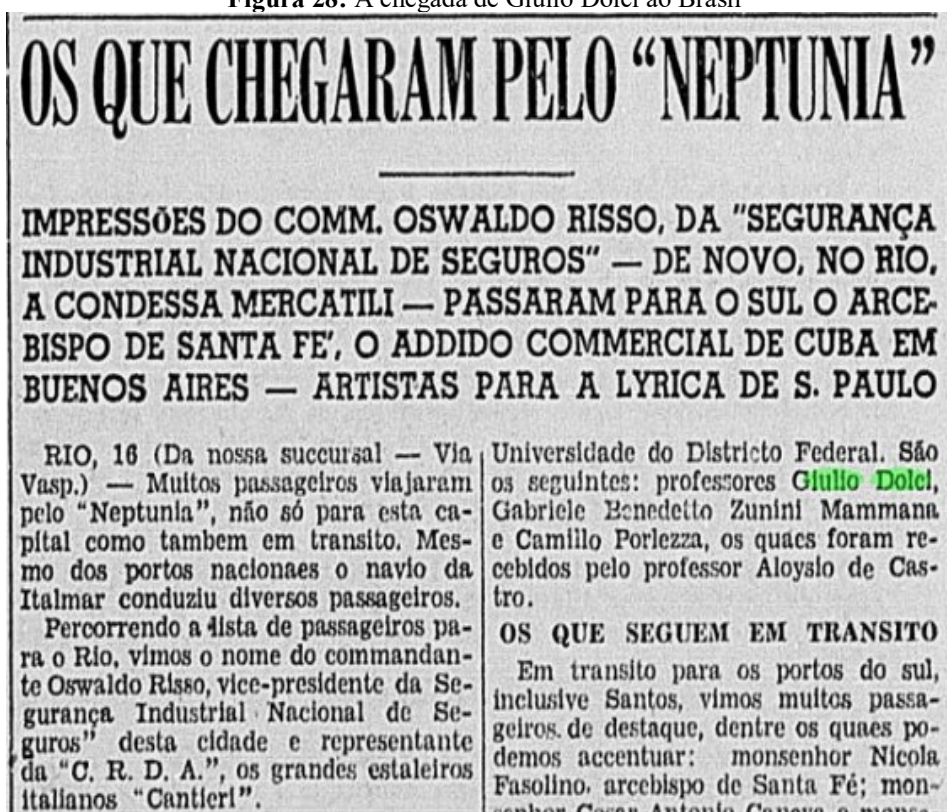 Figura 28: A chegada de Giulio Dolci ao Brasil
OS QUE CHEGARAM PELO "NEPTUNIA"
IMPRESSÕES DO COMM. OSWALDO RISSO, DA "SEGURANÇA
INDUSTRIAL NACIONAL DE SEGUROS" — DE NOVO, NO RIO,
A CONDESSA MERCATILI — PASSARAM PARA O SUL O ARCE-
BISPO DE SANTA FE', O ADDIDO COMMERCIAL DE CUBA EM
BUENOS AIRES — ARTISTAS PARA A LYRICA DE S. PAULO
RIO, 16 (Da nossa succursal — Via
Vasp.) — Muitos passageiros viajaram
pelo "Neptunia", não só para esta ca-
pital como tambem em transito. Mes-
mo dos portos nacionaes o navio da
Italmar conduziu diversos passageiros.
Percorrendo a lista de passageiros pa-
ra o Rio, vimos o nome do commandan-
te Oswaldo Risso, vice-presidente da Se-
gurança Industrial Nacional de Se-
guros" desta cidade e representante
da "C. R. D. A.", os grandes estaleiros
italianos "Cantieri".
Universidade do Districto Federal. São
os seguintes: professores Giulio Dolci,
Gabriele Benedetto Zunini Mammana
e Camillo Porlezza, os quaes foram re-
cebidos pelo professor Aloysio de Cas-
tro.
OS QUE SEGUEM EM TRANSITO
Em transito para os portos do sul,
inclusive Santos, vimos muitos passa-
geiros de destaque, dentre os quaes po-
demos accentuar: monsenhor Nicola
Fasolino, arcebispo de Santa Fé; mon-
senhor Cesar Antonio